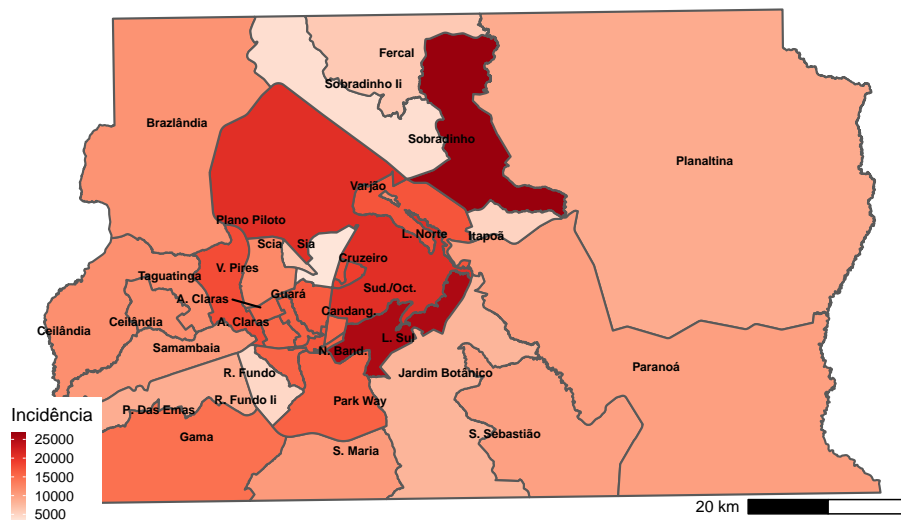 Fercal
Sobradinho Ii
Brazlândia
Sobradinho
Planaltina
Varjão
Plano Piloto
L. Norte
Itapoã
Scia
Sia
Cruzeiro
V. Pires
Taguatinga
Sud./Oct.
Guará
A. Claras
Candang.
Ceilândia
A. Claras
Ceilândia
L. Sul
Samambaia
N. Band.
Paranoá
R. Fundo
Jardim Botânico
R. Fundo Ii
Park Way
P. Das Emas
Gama
S. Sebastião
S. Maria
Incidência
25000
20000
15000
10000
5000
20 km